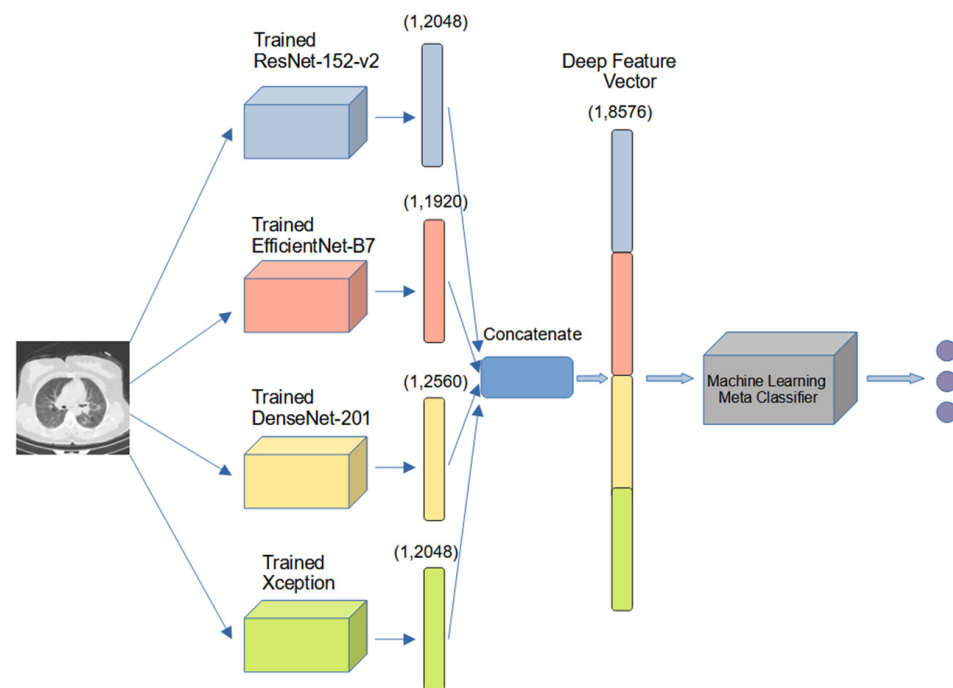 Trained
ResNet-152-v2
(1,2048)
Trained
EfficientNet-B7
(1,1920)
Trained
DenseNet-201
(1,2560)
Trained
Xception
(1,2048)
Concatenate
Deep Feature
Vector
(1,8576)
Machine Learning
Meta Classifier